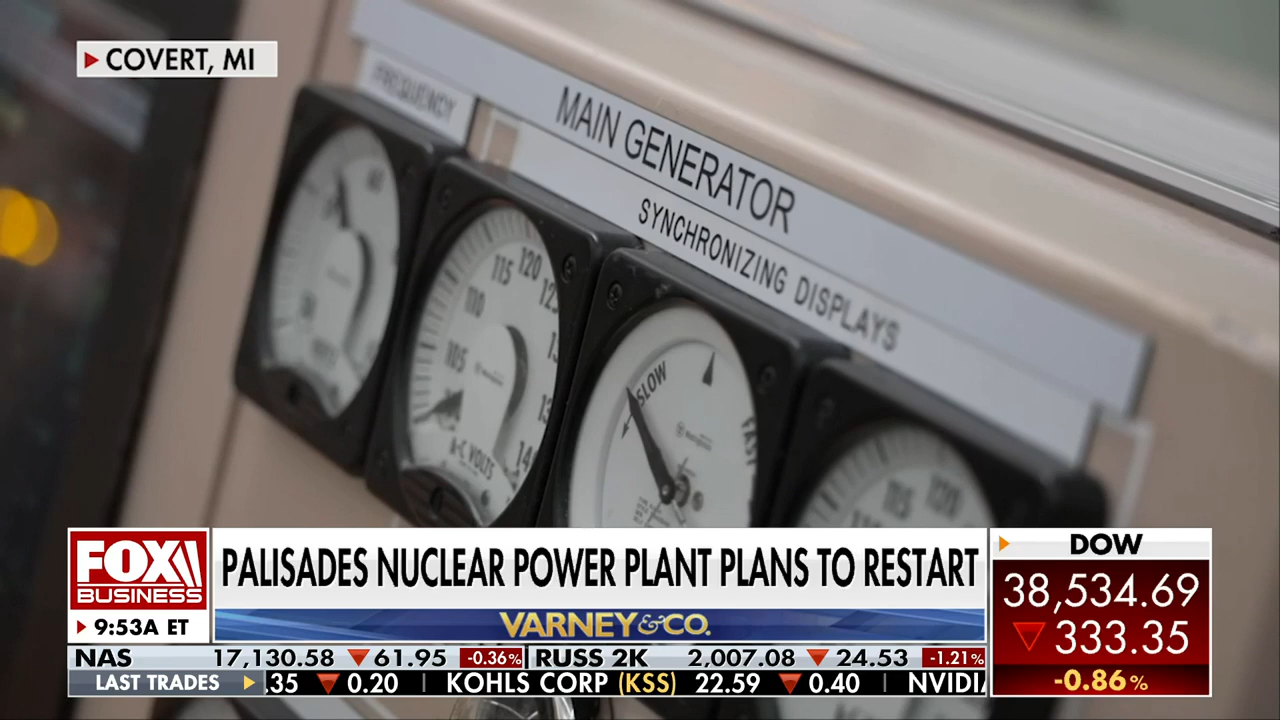 COVERT, MI
FREQUENCY
MAIN GENERATOR
SYNCHRONIZING DISPLAYS
115 120
110
105
A-C VOLTS
SLOW
FAST
115 120
FOX
BUSINESS
9:53A ET
PALISADES NUCLEAR POWER PLANT PLANS TO RESTART
VARNEY & CO.
DOW
38,534.69
333.35
-0.86%
NAS 17,130.58 61.95 -0.36% RUSS 2K 2,007.08 24.53 -1.21%
LAST TRADES .35 0.20 | KOHLS CORP (KSS) 22.59 0.40 | NVIDI